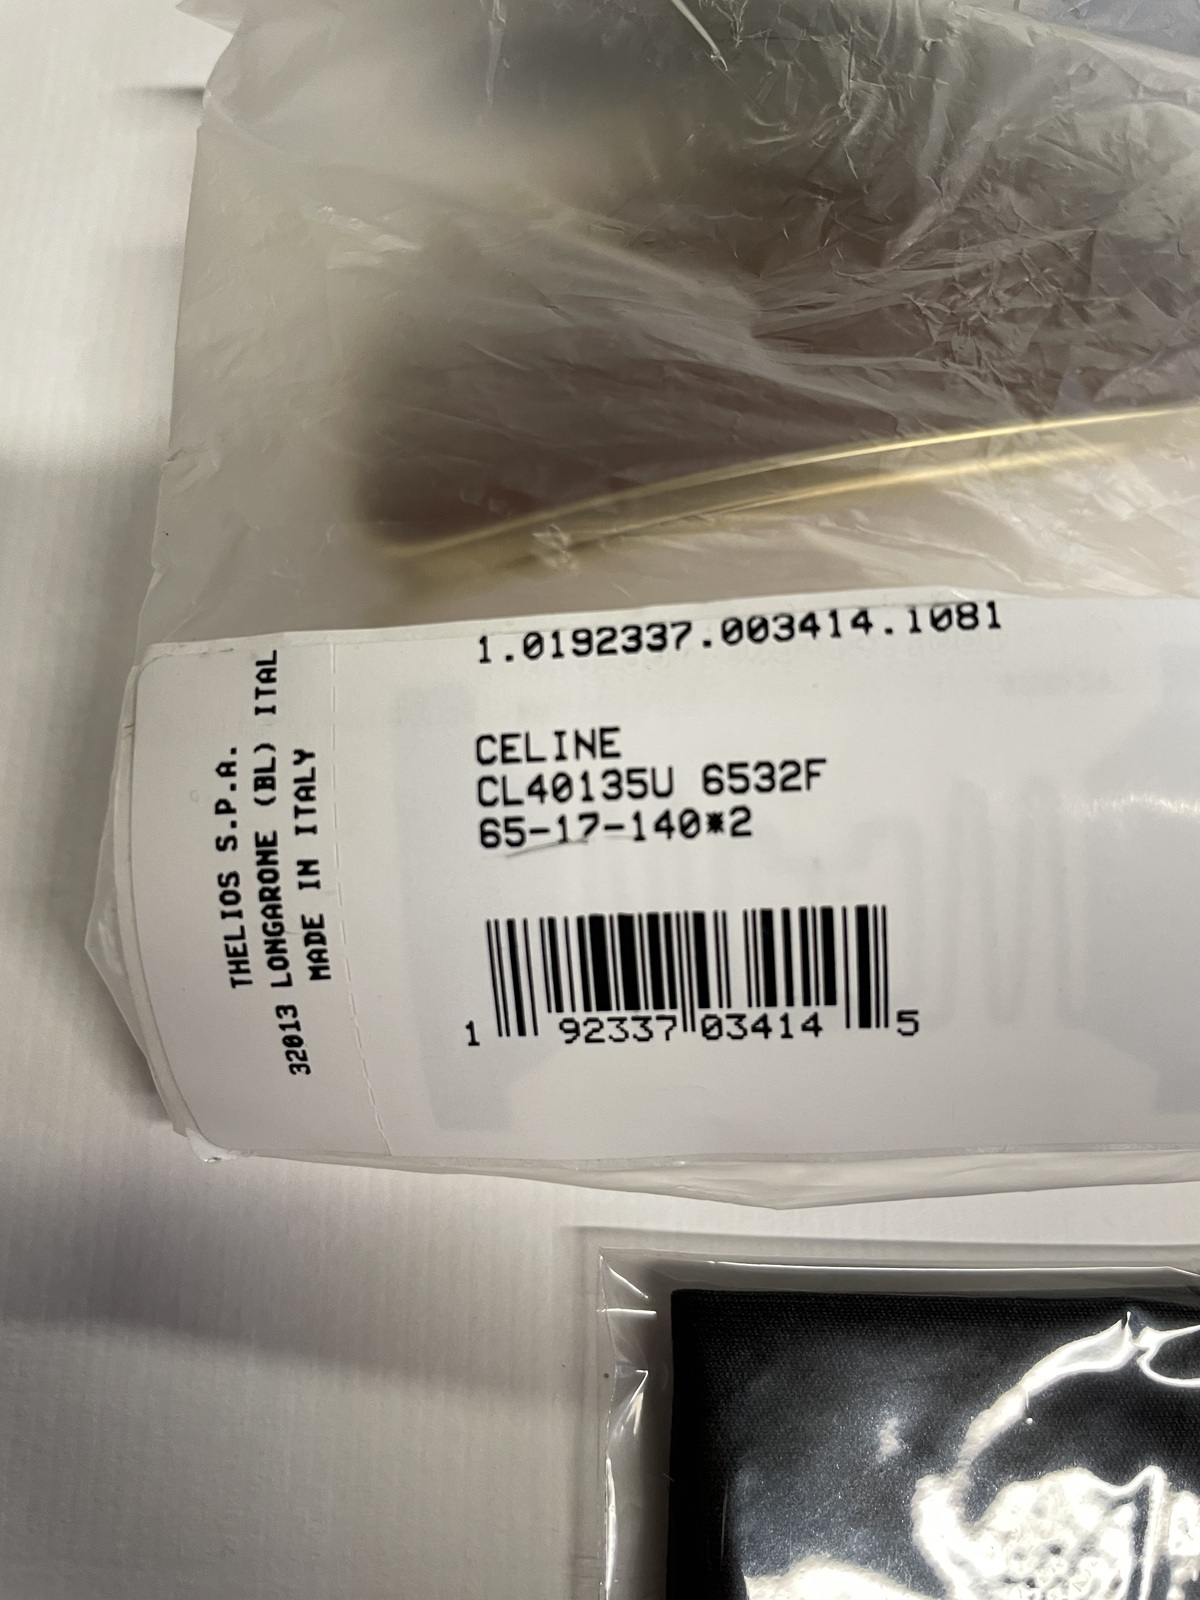 1.0192337.003414.1081
CELINE
CL40135U 6532F
65-17-140*2
1 92337 03414 5
THELIOS S.P.A.
32013 LONGARONE (BL) ITAL
MADE IN ITALY